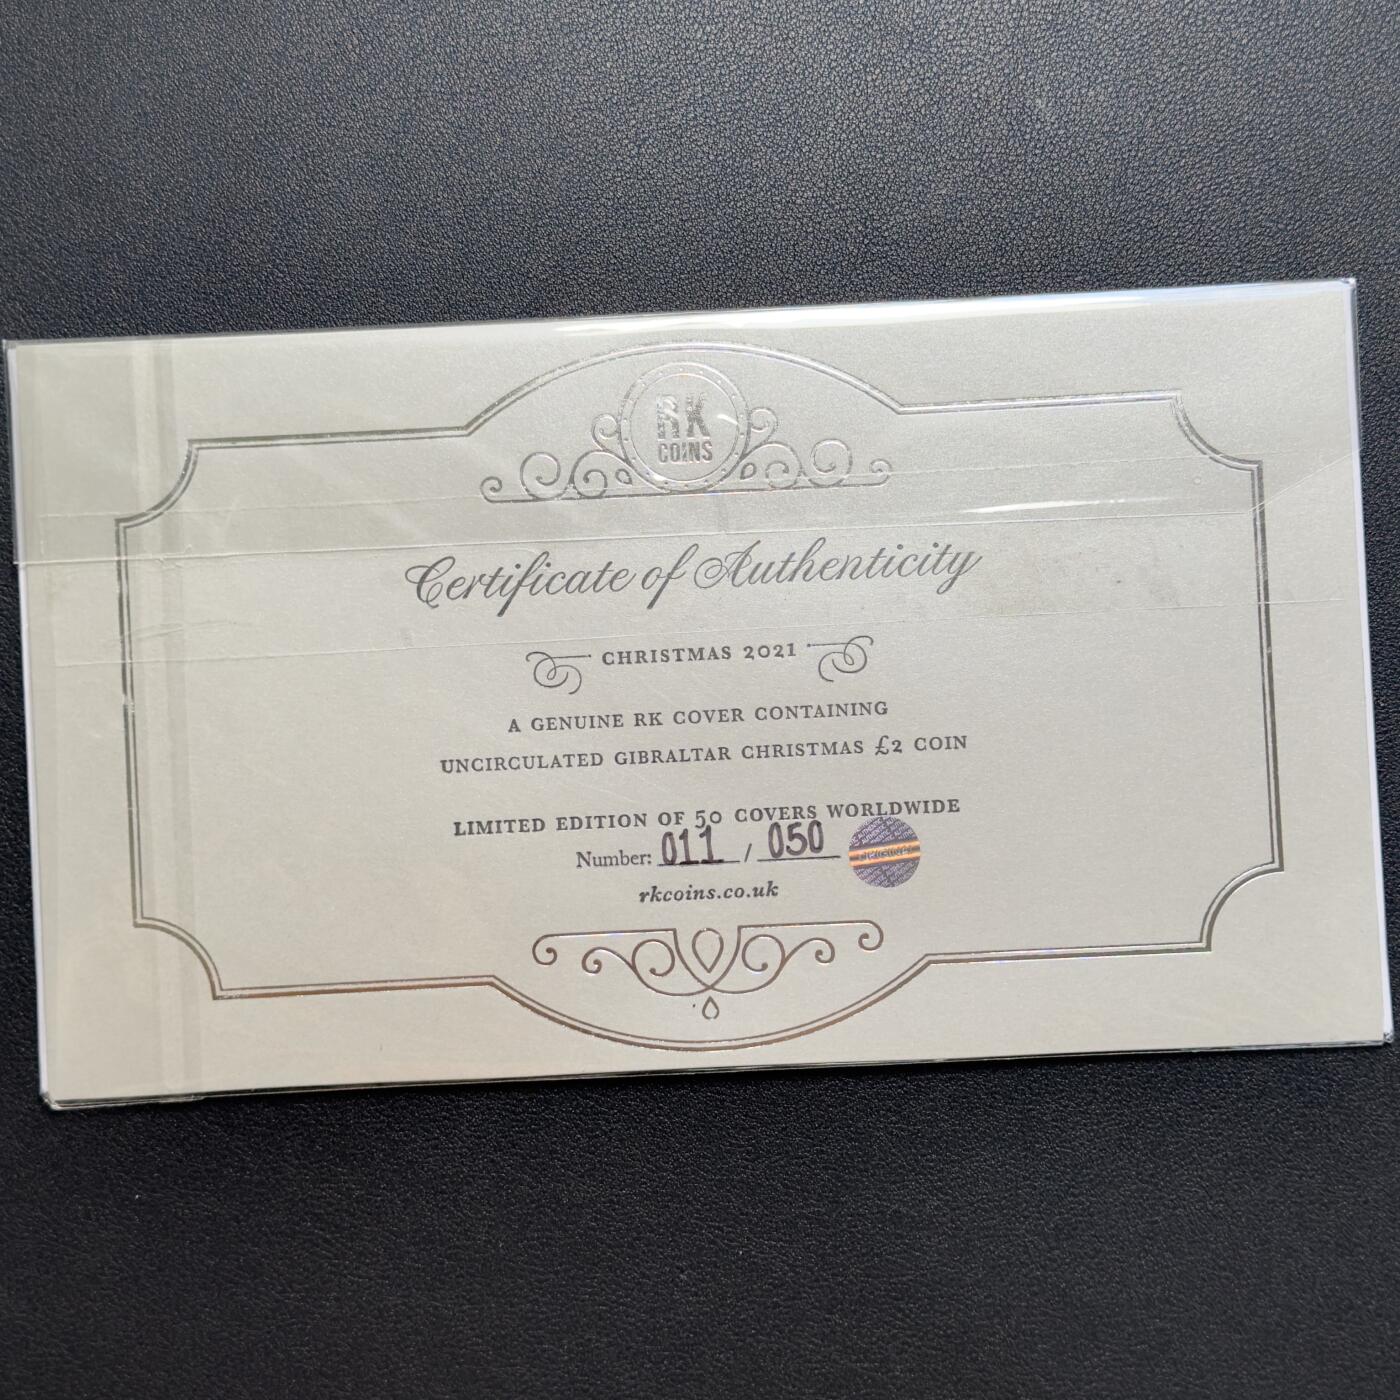 RK
COINS
Certificate of Authenticity
CHRISTMAS 2021
A GENUINE RK COVER CONTAINING
UNCIRCULATED GIBRALTAR CHRISTMAS £2 COIN
LIMITED EDITION OF 50 COVERS WORLDWIDE
Number: 011 / 050
rkcoins.co.uk